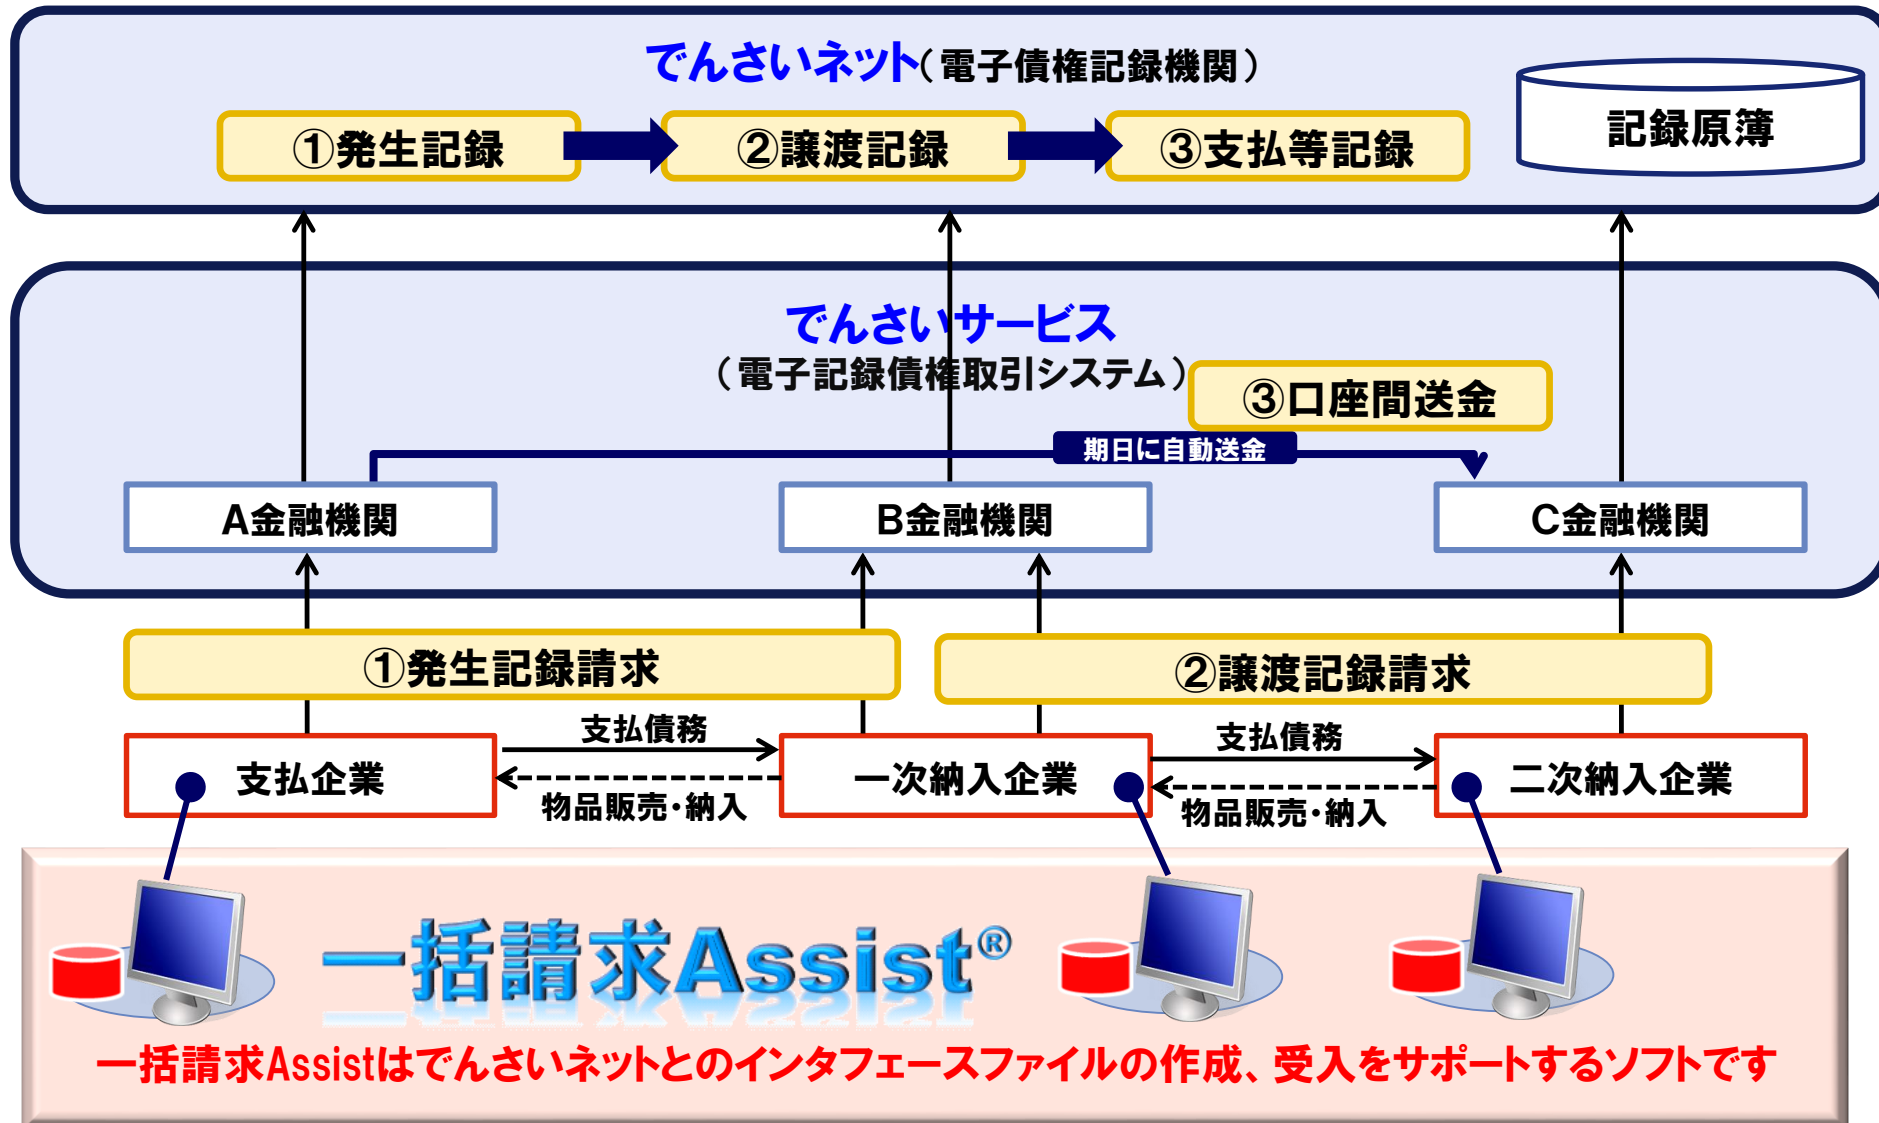 でんさいネット（電子債権記録機関）
①発生記録
②譲渡記録
③支払等記録
記録原簿
でんさいサービス
（電子記録債権取引システム）
③口座間送金
期日に自動送金
A金融機関
B金融機関
C金融機関
①発生記録請求
②譲渡記録請求
支払債務
支払債務
支払企業
一次納入企業
二次納入企業
物品販売・納入
物品販売・納入
一括請求Assist®
一括請求Assistはでんさいネットとのインタフェースファイルの作成、受入をサポートするソフトです